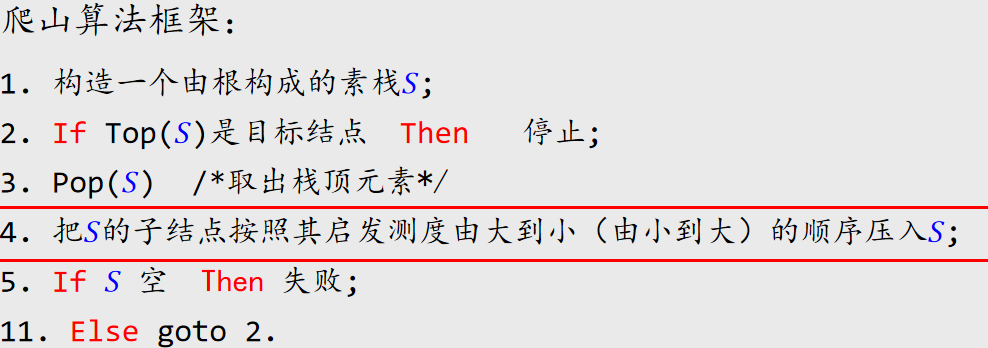 爬山算法框架:
1. 构造一个由根构成的素栈S;
2. If Top(S)是目标结点 Then 停止;
3. Pop(S) /*取出栈顶元素*/
4. 把S的子结点按照其启发测度由大到小（由小到大）的顺序压入S;
5. If S 空 Then 失败;
11. Else goto 2.